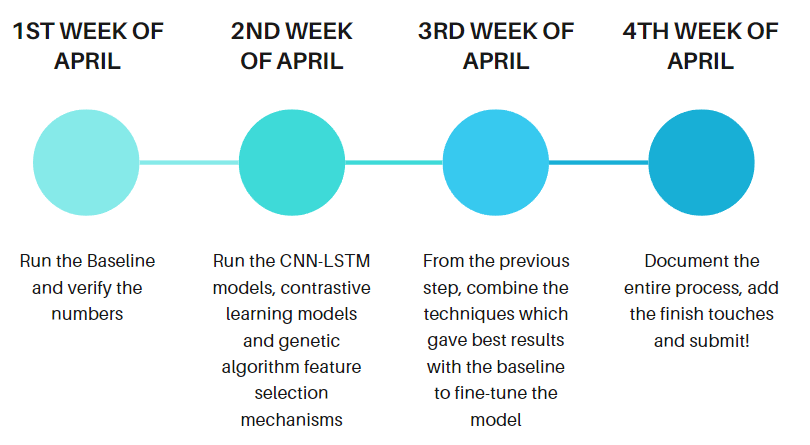 1ST WEEK OF
APRIL
2ND WEEK
OF APRIL
3RD WEEK OF
APRIL
4TH WEEK OF
APRIL
Run the Baseline
and verify the
numbers
Run the CNN-LSTM
models, contrastive
learning models
and genetic
algorithm feature
selection
mechanisms
From the previous
step, combine the
techniques which
gave best results
with the baseline
to fine-tune the
model
Document the
entire process, add
the finish touches
and submit!